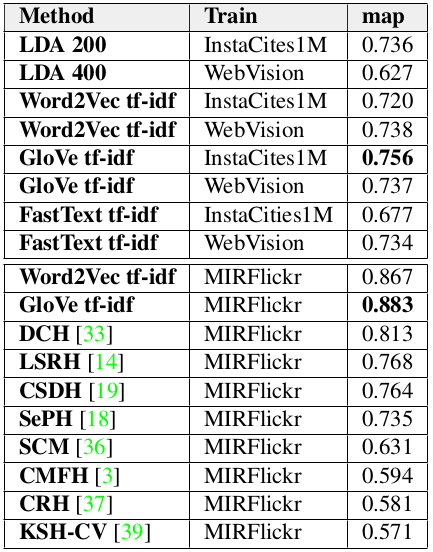 Method Train map
LDA 200 InstaCites1M 0.736
LDA 400 WebVision 0.627
Word2Vec tf-idf InstaCites1M 0.720
Word2Vec tf-idf WebVision 0.738
GloVe tf-idf InstaCites1M 0.756
GloVe tf-idf WebVision 0.737
FastText tf-idf InstaCities1M 0.677
FastText tf-idf WebVision 0.734
Word2Vec tf-idf MIRFlickr 0.867
GloVe tf-idf MIRFlickr 0.883
DCH [33] MIRFlickr 0.813
LSRH [14] MIRFlickr 0.768
CSDH [19] MIRFlickr 0.764
SePH [18] MIRFlickr 0.735
SCM [36] MIRFlickr 0.631
CMFH [3] MIRFlickr 0.594
CRH [37] MIRFlickr 0.581
KSH-CV [39] MIRFlickr 0.571